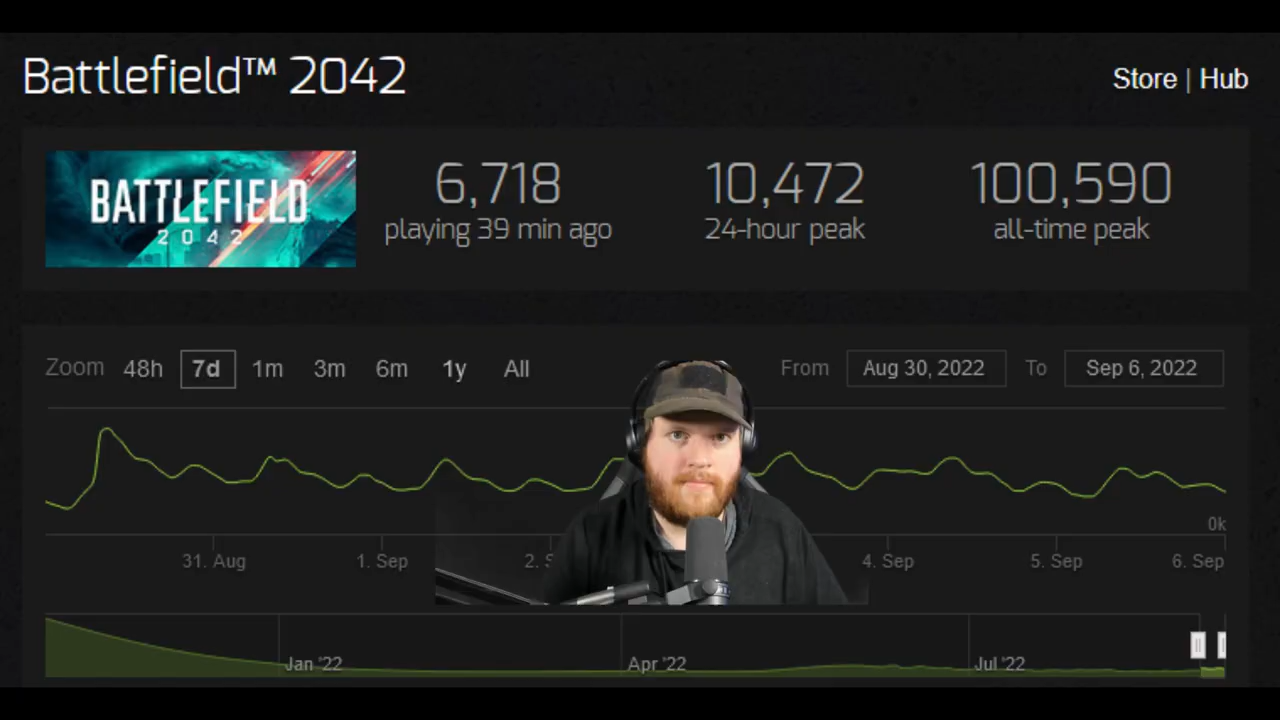 Battlefield™ 2042
Store | Hub
BATTLEFIELD
2042
6,718
playing 39 min ago
10,472
24-hour peak
100,590
all-time peak
Zoom 48h 7d 1m 3m 6m 1y All
From Aug 30, 2022 To Sep 6, 2022
0k
31. Aug 1. Sep 2. S 4. Sep 5. Sep 6. Sep
Jan '22 Apr '22 Jul '22